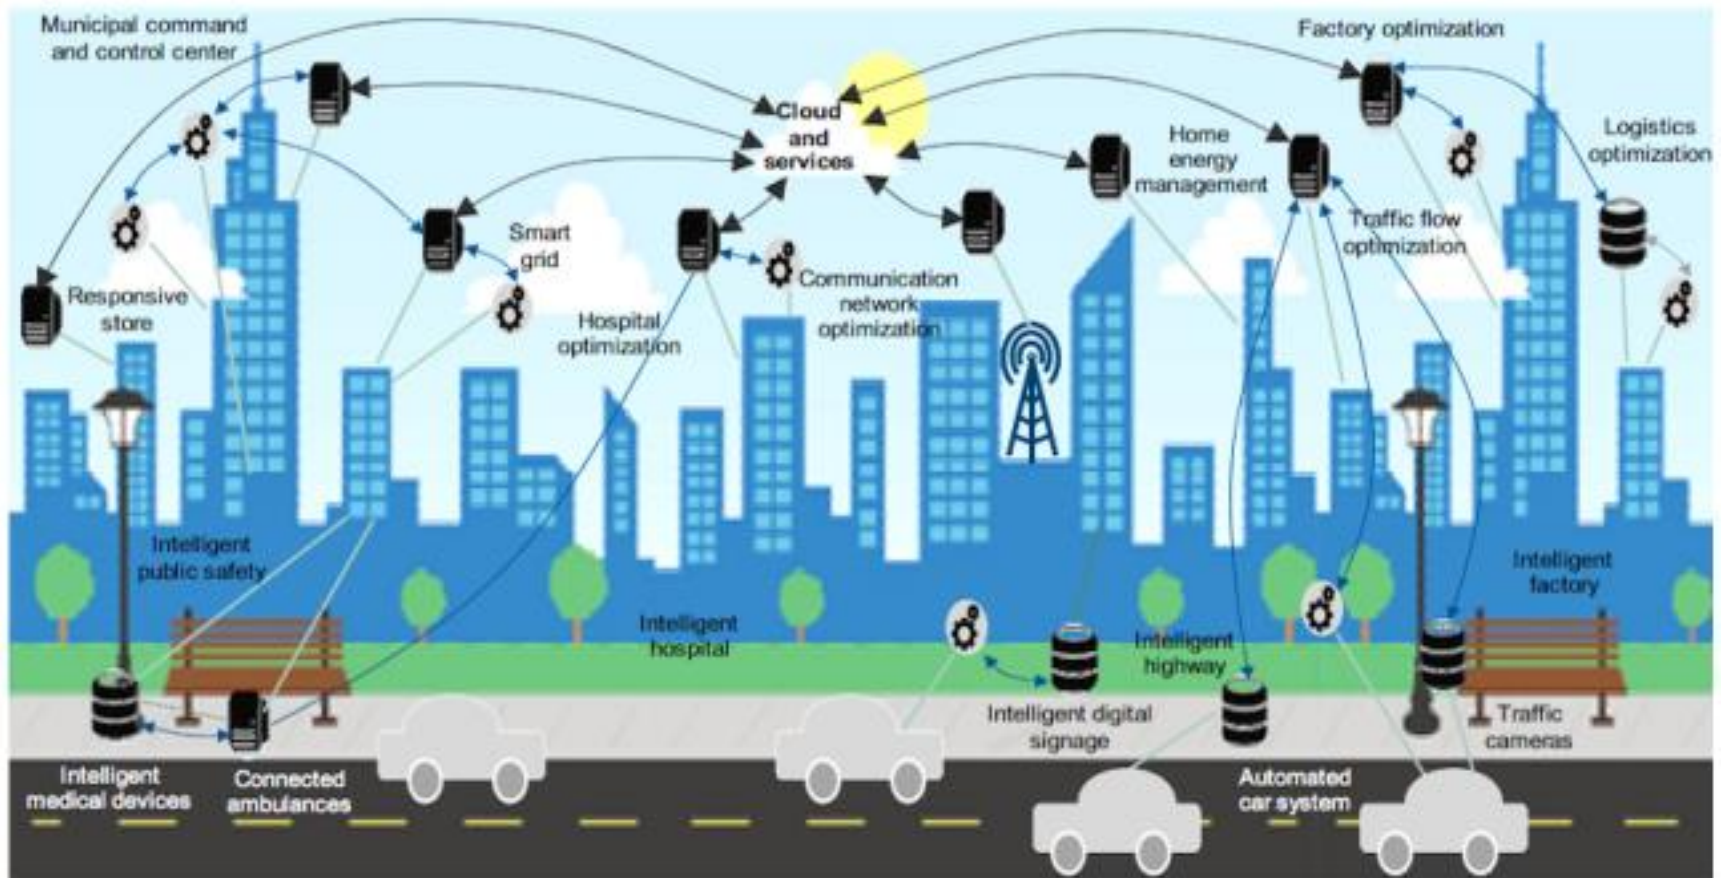 Municipal command
and control center
Factory optimization
Cloud
and
services
Logistics
optimization
Home
energy
management
Traffic flow
optimization
Smart
grid
Communication
network
optimization
Responsive
store
Hospital
optimization
Intelligent
public safety
Intelligent
factory
Intelligent
hospital
Intelligent
highway
Intelligent digital
signage
Traffic
cameras
Intelligent
medical devices
Connected
ambulances
Automated
car system